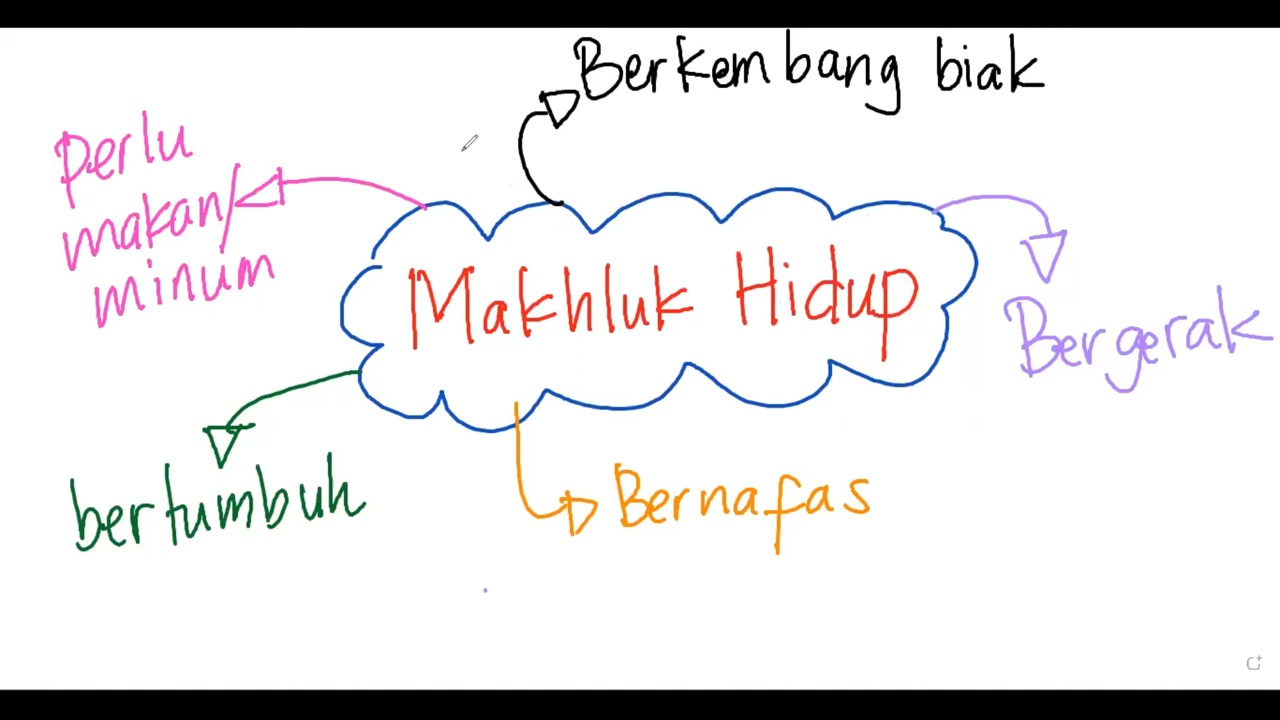 Berkembang biak
perlu
makan/
minum
Makhluk Hidup
Bergerak
bertumbuh
Bernafas